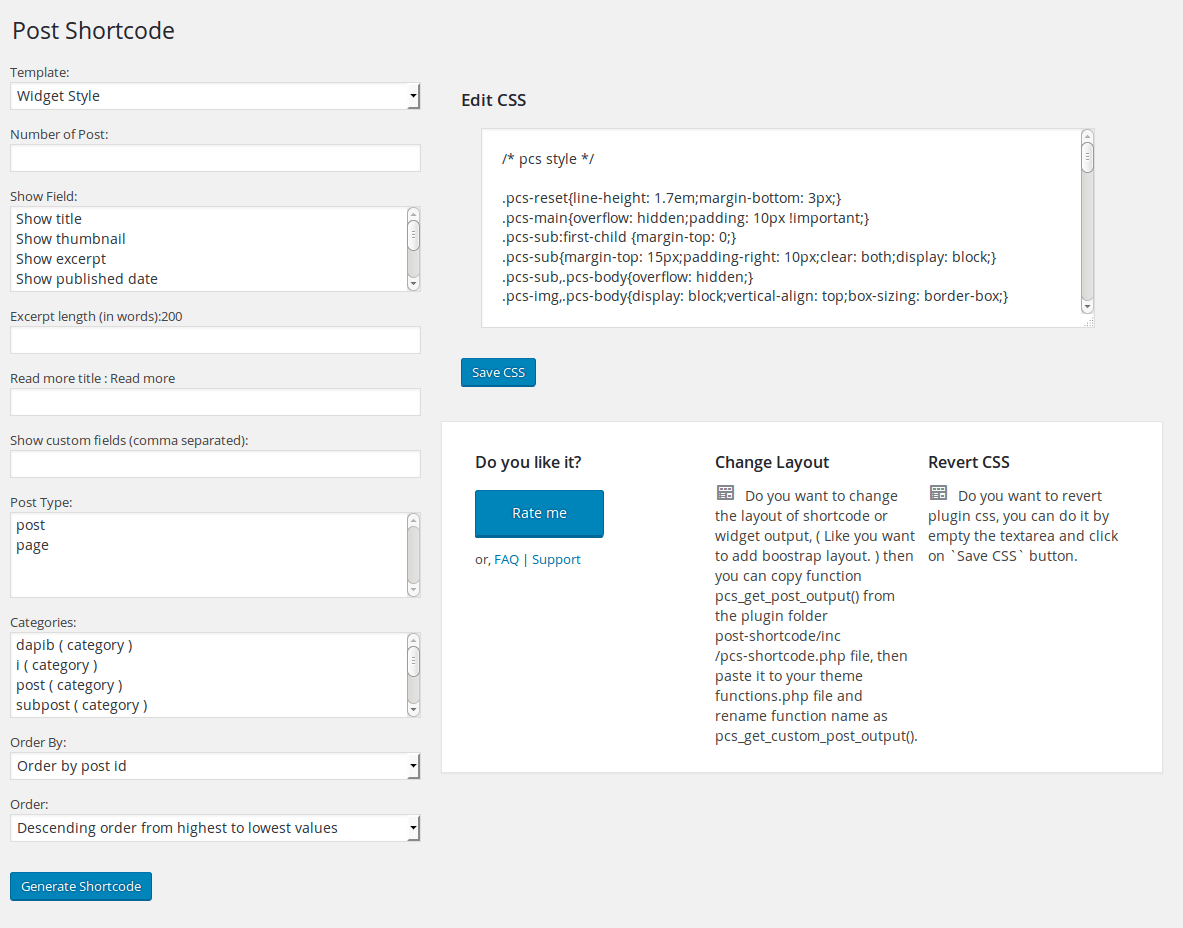 Post Shortcode
Template:
Widget Style
Number of Post:
Show Field:
Show title
Show thumbnail
Show excerpt
Show published date
Excerpt length (in words):200
Read more title : Read more
Show custom fields (comma separated):
Post Type:
post
page
Categories:
dapib ( category )
i ( category )
post ( category )
subpost ( category )
Order By:
Order by post id
Order:
Descending order from highest to lowest values
Generate Shortcode
Edit CSS
/* pcs style */
.pcs-reset{line-height: 1.7em;margin-bottom: 3px;}
.pcs-main{overflow: hidden;padding: 10px !important;}
.pcs-sub:first-child {margin-top: 0;}
.pcs-sub{margin-top: 15px;padding-right: 10px;clear: both;display: block;}
.pcs-sub,.pcs-body{overflow: hidden;}
.pcs-img,.pcs-body{display: block;vertical-align: top;box-sizing: border-box;}
Save CSS
Do you like it?
Rate me
or, FAQ | Support
Change Layout
Do you want to change
the layout of shortcode or
widget output, ( Like you want
to add boostrap layout. ) then
you can copy function
pcs_get_post_output() from
the plugin folder
post-shortcode/inc
/pcs-shortcode.php file, then
paste it to your theme
functions.php file and
rename function name as
pcs_get_custom_post_output().
Revert CSS
Do you want to revert
plugin css, you can do it by
empty the textarea and click
on `Save CSS` button.